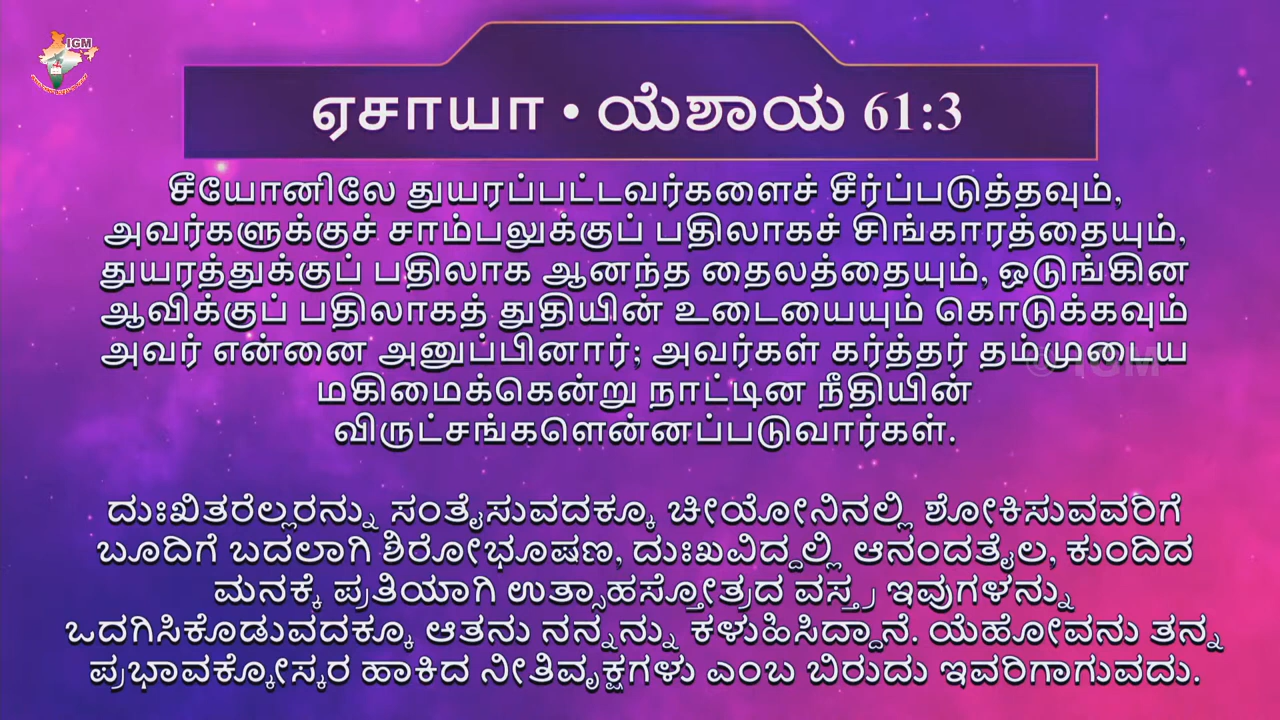 IGM
ஏசாயா • ಯೆಶಾಯ 61:3
சீயோனிலே துயரப்பட்டவர்களைச் சீர்ப்படுத்தவும்,
அவர்களுக்குச் சாம்பலுக்குப் பதிலாகச் சிங்காரத்தையும்,
துயரத்துக்குப் பதிலாக ஆனந்த தைலத்தையும், ஒடுங்கின
ஆவிக்குப் பதிலாகத் துதியின் உடையையும் கொடுக்கவும்
அவர் என்னை அனுப்பினார்; அவர்கள் கர்த்தர் தம்முடைய
© IGM
மகிமைக்கென்று நாட்டின நீதியின்
விருட்சங்களென்னப்படுவார்கள்.
ದುಃಖಿತರೆಲ್ಲರನ್ನು ಸಂತೈಸುವದಕ್ಕೂ ಚೀಯೋನಿನಲ್ಲಿ ಶೋಕಿಸುವವರಿಗೆ
ಬೂದಿಗೆ ಬದಲಾಗಿ ಶಿರೋಭೂಷಣ, ದುಃಖವಿದ್ದಲ್ಲಿ ಆನಂದತೈಲ, ಕುಂದಿದ
ಮನಕ್ಕೆ ಪ್ರತಿಯಾಗಿ ಉತ್ಸಾಹಸ್ತೋತ್ರದ ವಸ್ತ್ರ ಇವುಗಳನ್ನು
ಒದಗಿಸಿಕೊಡುವದಕ್ಕೂ ಆತನು ನನ್ನನ್ನು ಕಳುಹಿಸಿದ್ದಾನೆ. ಯೆಹೋವನು ತನ್ನ
ಪ್ರಭಾವಕ್ಕೋಸ್ಕರ ಹಾಕಿದ ನೀತಿವೃಕ್ಷಗಳು ಎಂಬ ಬಿರುದು ಇವರಿಗಾಗುವದು.